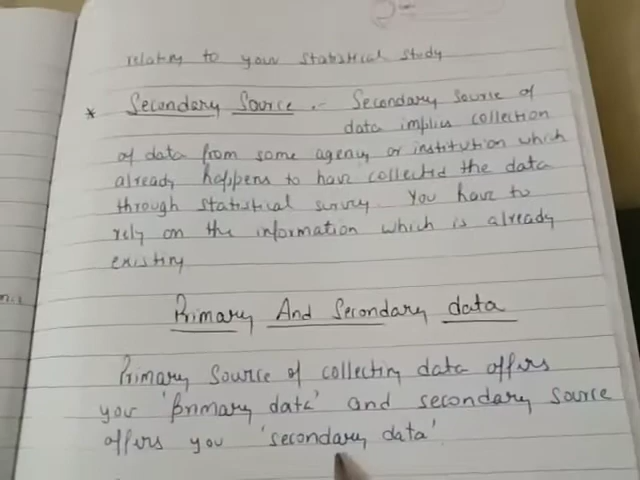 relating to your statistical study
* Secondary Source :- Secondary source of
data implies collection
of data from some agency or institution which
already happens to have collected the data
through statistical survey. You have to
rely on the information which is already
existing
Primary And Secondary data
Primary source of collecting data offers
you 'primary data' and secondary source
offers you 'secondary data'.